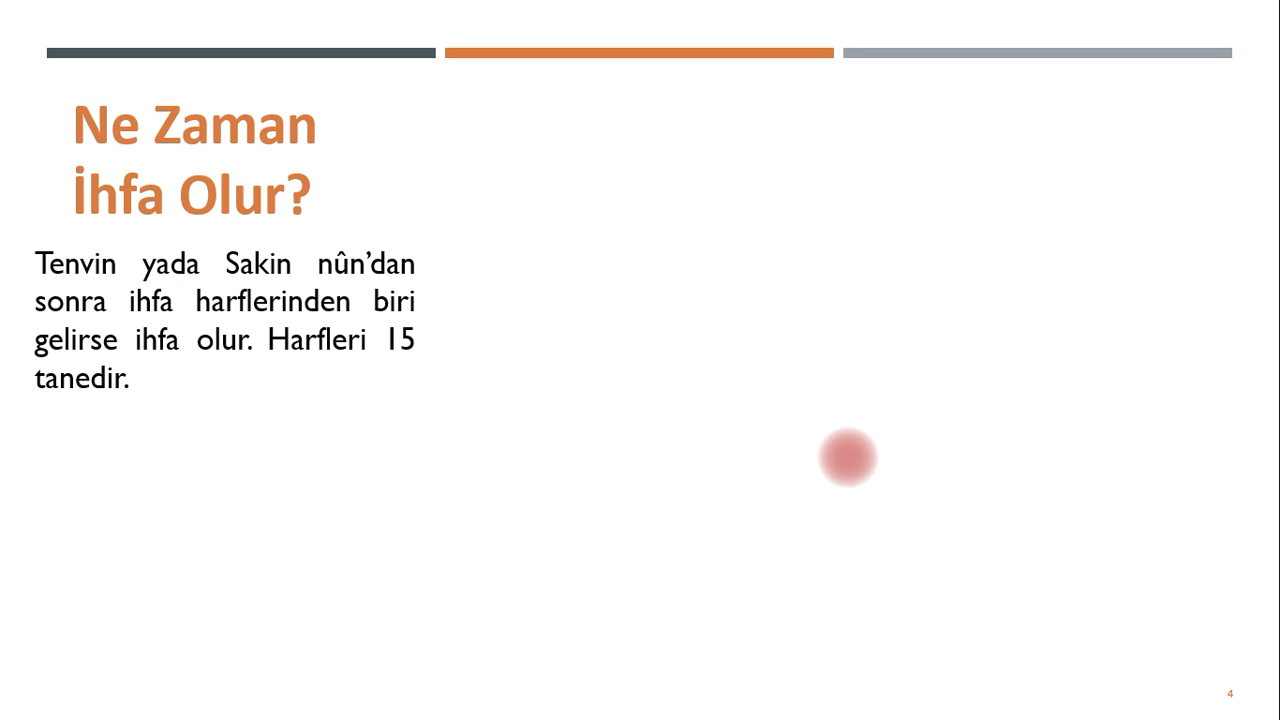 Ne Zaman
İhfa Olur?
Tenvin yada Sakin nûn’dan
sonra ihfa harflerinden biri
gelirse ihfa olur. Harfleri 15
tanedir.
4